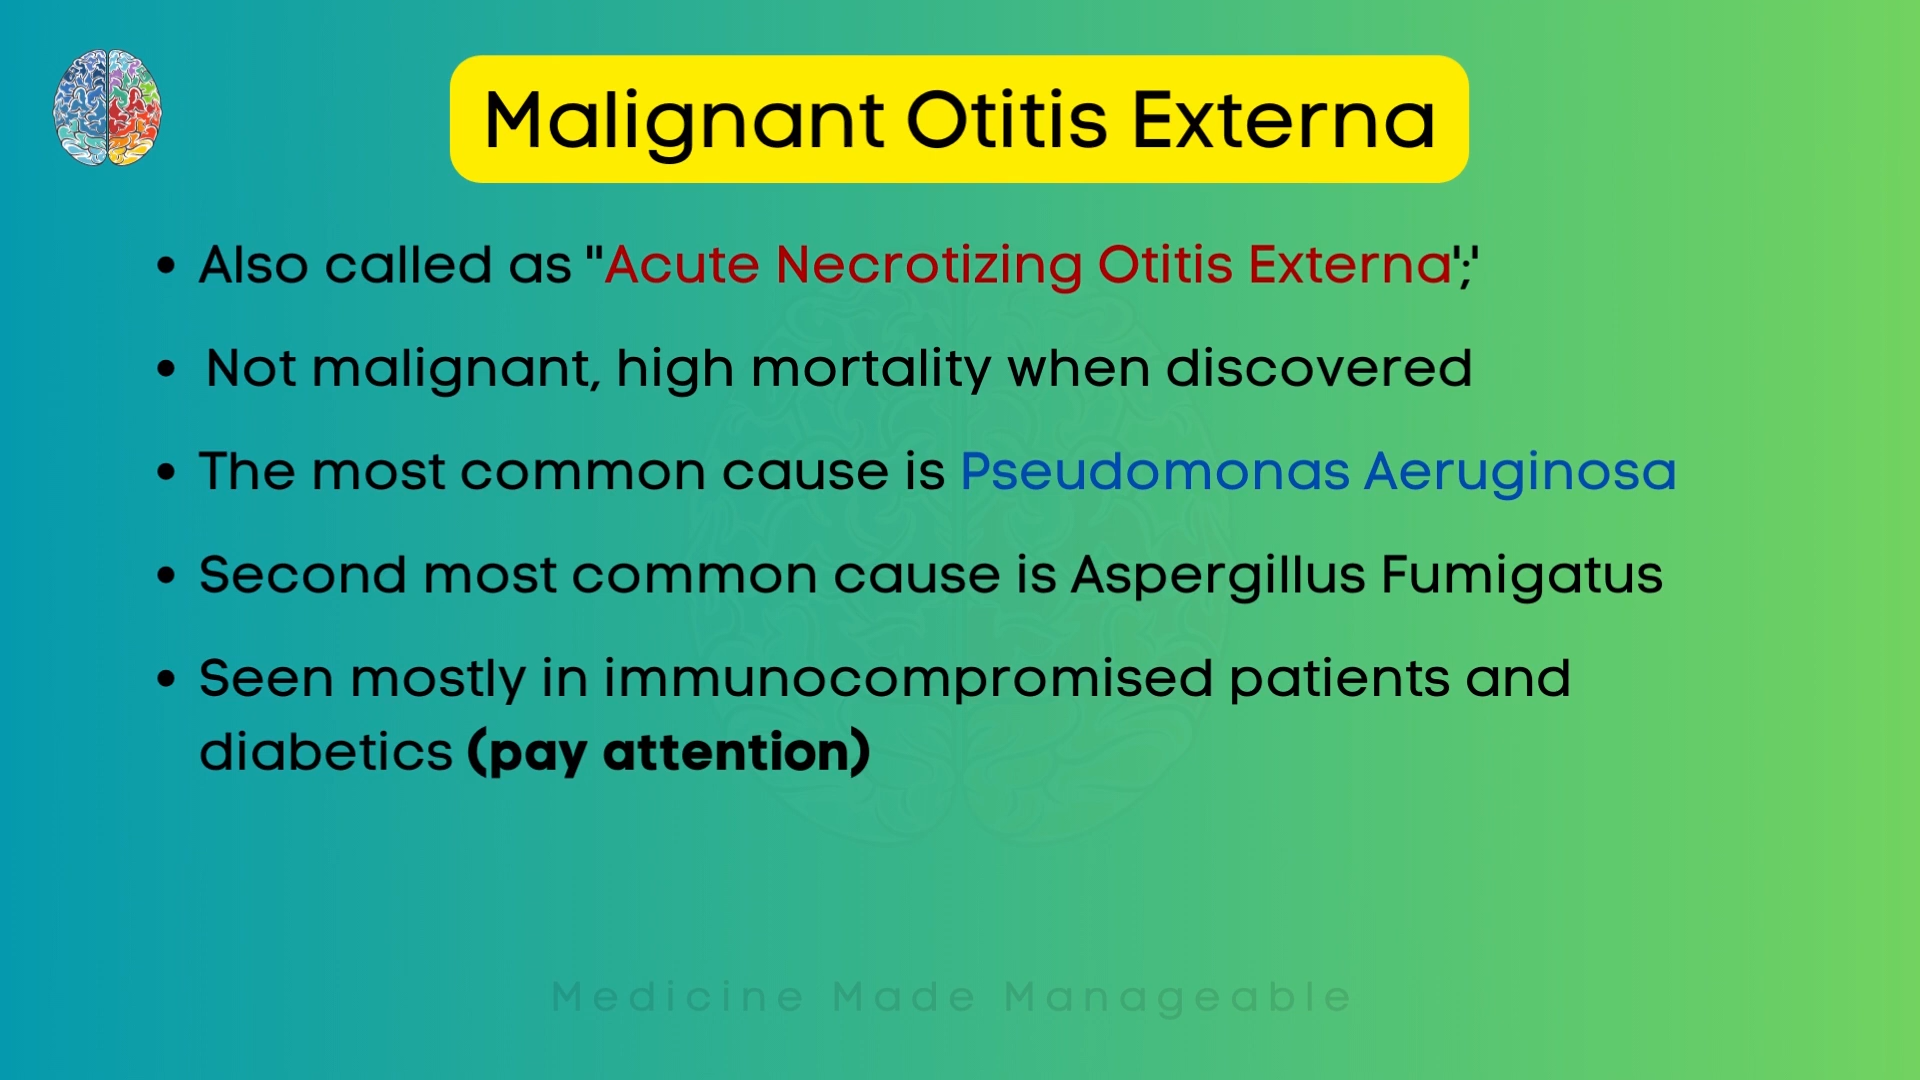 Malignant Otitis Externa
• Also called as "Acute Necrotizing Otitis Externa";
• Not malignant, high mortality when discovered
• The most common cause is Pseudomonas Aeruginosa
• Second most common cause is Aspergillus Fumigatus
• Seen mostly in immunocompromised patients and
diabetics (pay attention)
Medicine Made Manageable